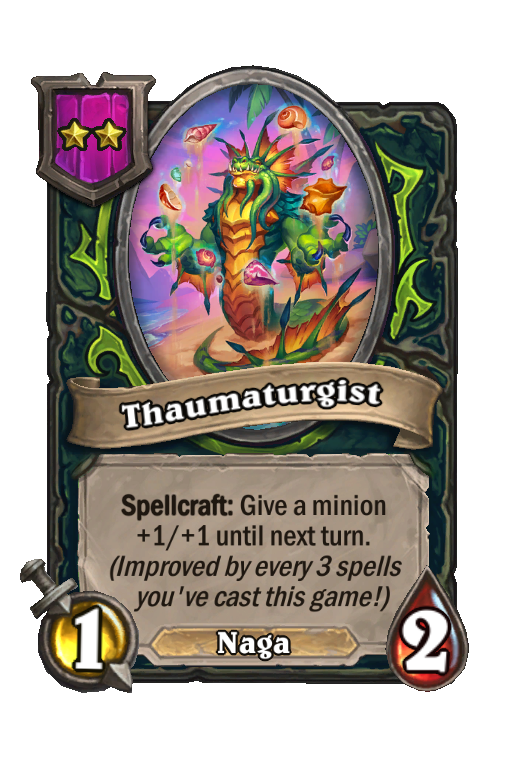 Thaumaturgist
Spellcraft: Give a minion
+1/+1 until next turn.
(Improved by every 3 spells
you've cast this game!)
1
Naga
2